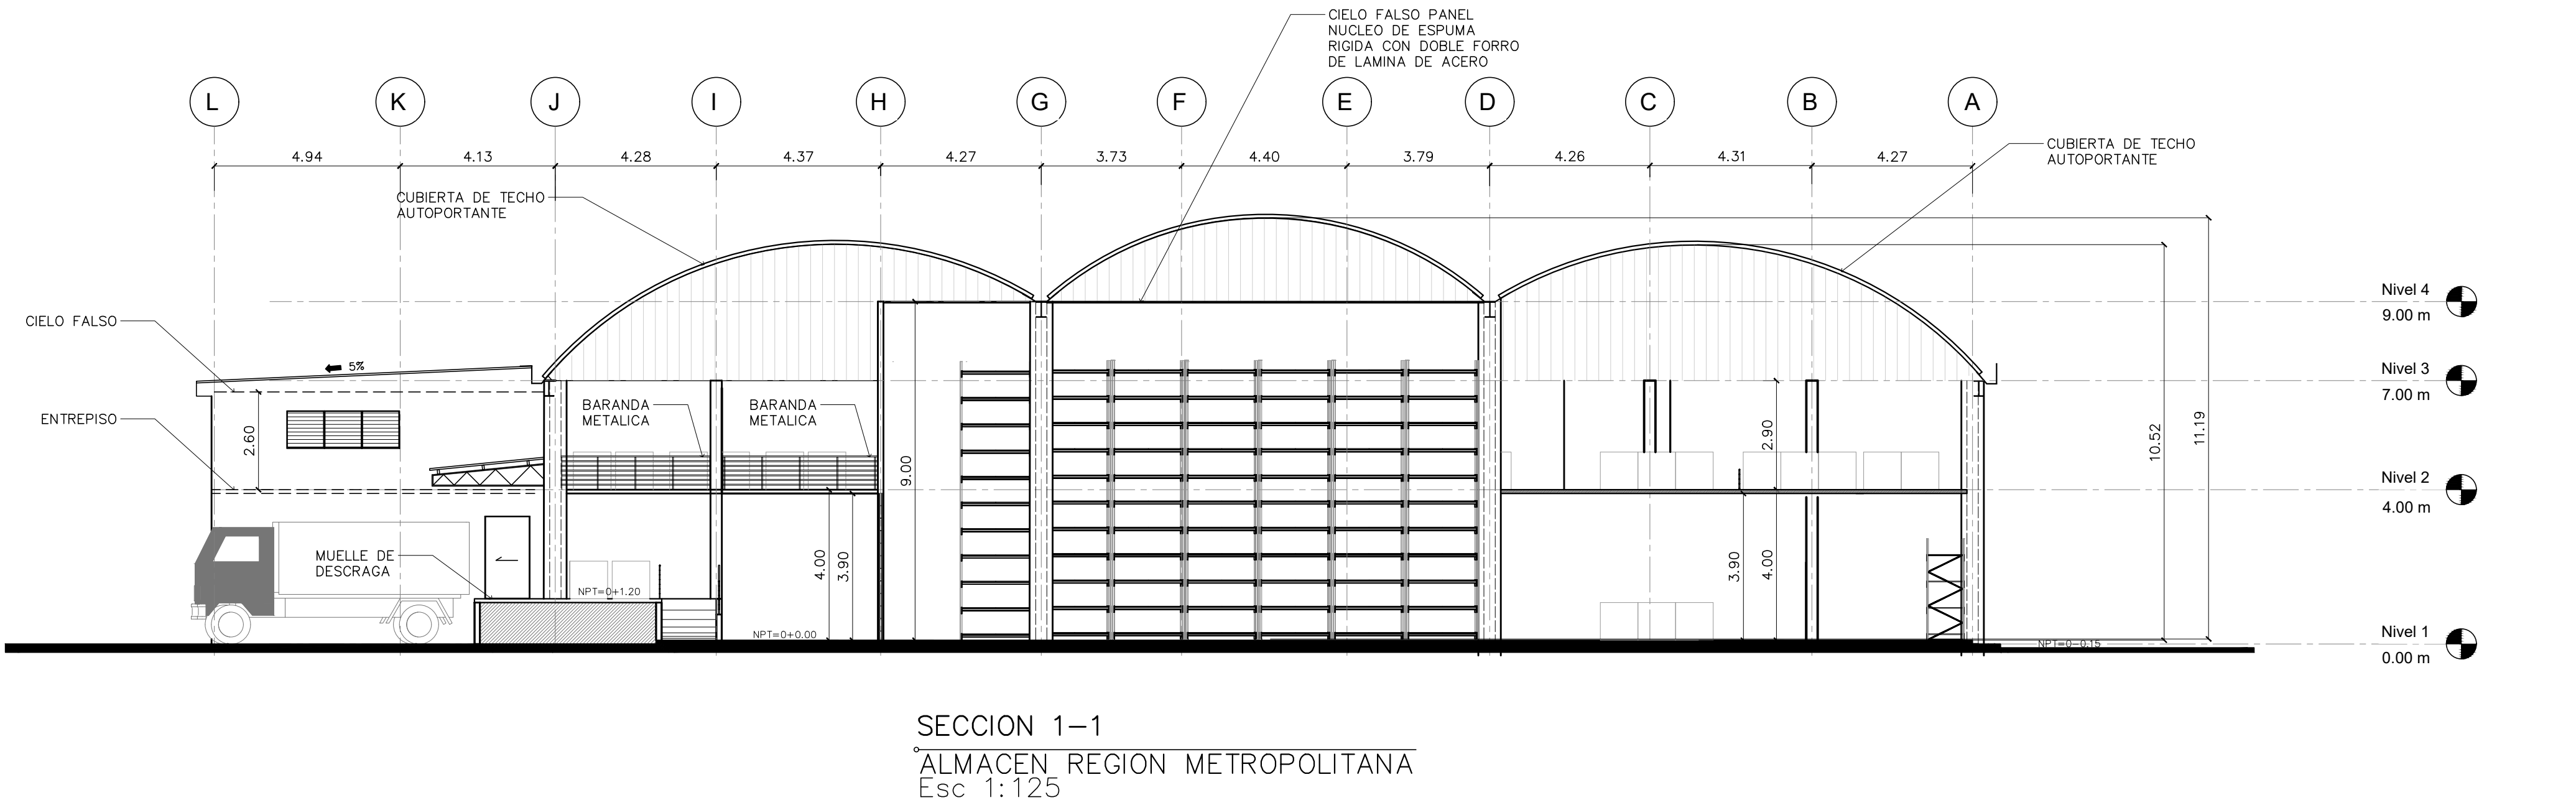 CIELO FALSO PANEL
NUCLEO DE ESPUMA
RIGIDA CON DOBLE FORRO
DE LAMINA DE ACERO
L K J I H G F E D C B A
4.94 4.13 4.28 4.37 4.27 3.73 4.40 3.79 4.26 4.31 4.27
CUBIERTA DE TECHO
AUTOPORTANTE
CUBIERTA DE TECHO
AUTOPORTANTE
Nivel 4
9.00 m
CIELO FALSO
5%
Nivel 3
7.00 m
BARANDA
METALICA
BARANDA
METALICA
ENTREPISO
2.60
9.00
2.90
10.52
11.19
Nivel 2
4.00 m
MUELLE DE
DESCRAGA
4.00
3.90
3.90
4.00
NPT=0+1.20
NPT=0+0.00
NPT=0-0.15
Nivel 1
0.00 m
SECCION 1-1
ALMACEN REGION METROPOLITANA
Esc 1:125